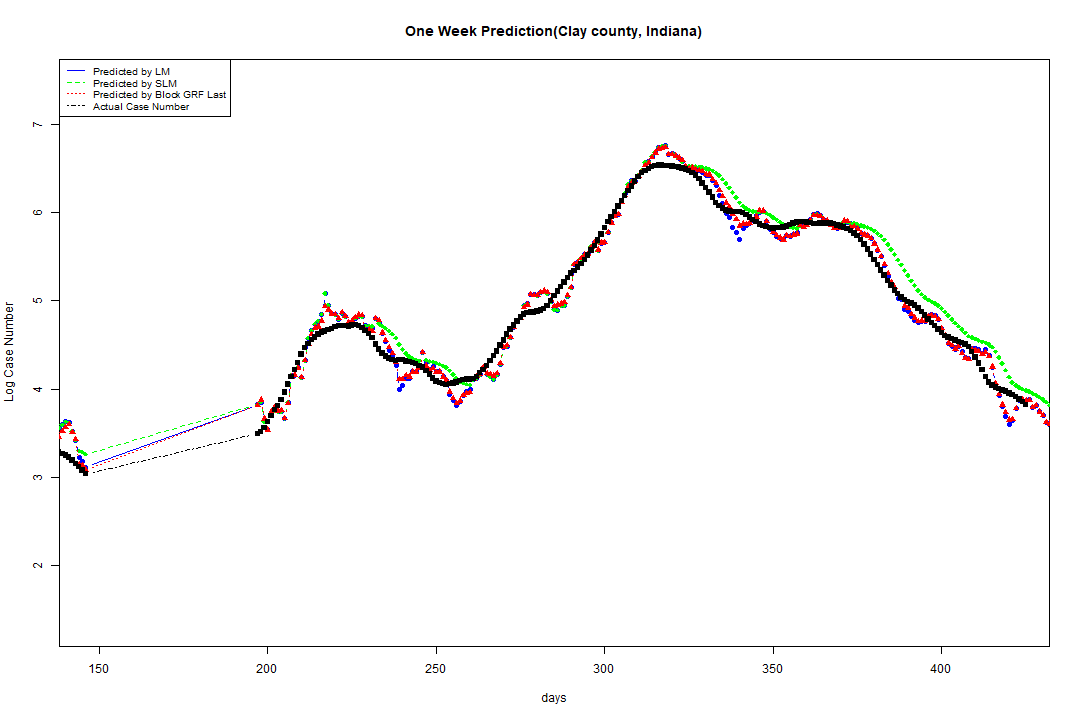 One Week Prediction(Clay county, Indiana)
Predicted by LM
Predicted by SLM
Predicted by Block GRF Last
Actual Case Number
7
6
5
4
3
2
Log Case Number
150 200 250 300 350 400
days